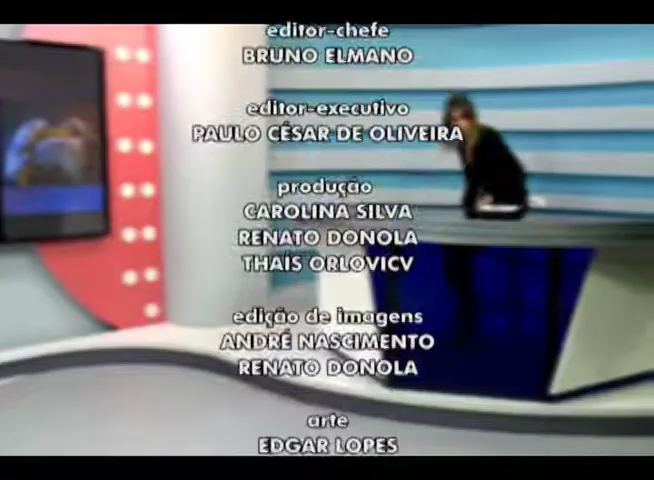 editor-chefe
BRUNO ELMANO
editor-executivo
PAULO CÉSAR DE OLIVEIRA
produção
CAROLINA SILVA
RENATO DONOLA
THAIS ORLOVICV
edição de imagens
ANDRÉ NASCIMENTO
RENATO DONOLA
arte
EDGAR LOPES